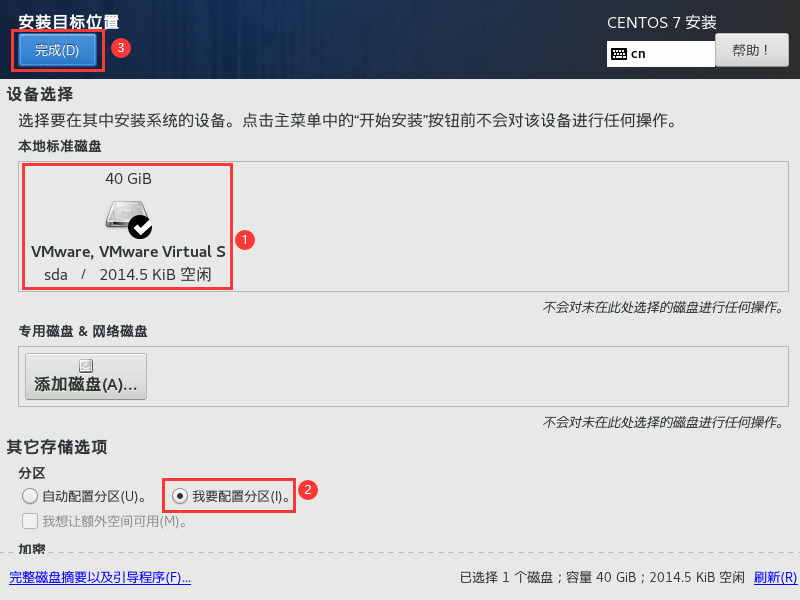 安装目标位置
CENTOS 7 安装
完成(D)
3
cn
帮助！
设备选择
选择要在其中安装系统的设备。点击主菜单中的“开始安装”按钮前不会对该设备进行任何操作。
本地标准磁盘
40 GiB
VMware, VMware Virtual S
1
sda / 2014.5 KiB 空闲
不会对未在此处选择的磁盘进行任何操作。
专用磁盘 & 网络磁盘
添加磁盘(A)...
不会对未在此处选择的磁盘进行任何操作。
其它存储选项
分区
自动配置分区(U)。
我要配置分区(I)。
2
我想让额外空间可用(M)。
加密
完整磁盘摘要以及引导程序(F)...
已选择 1 个磁盘；容量 40 GiB；2014.5 KiB 空闲
刷新(R)